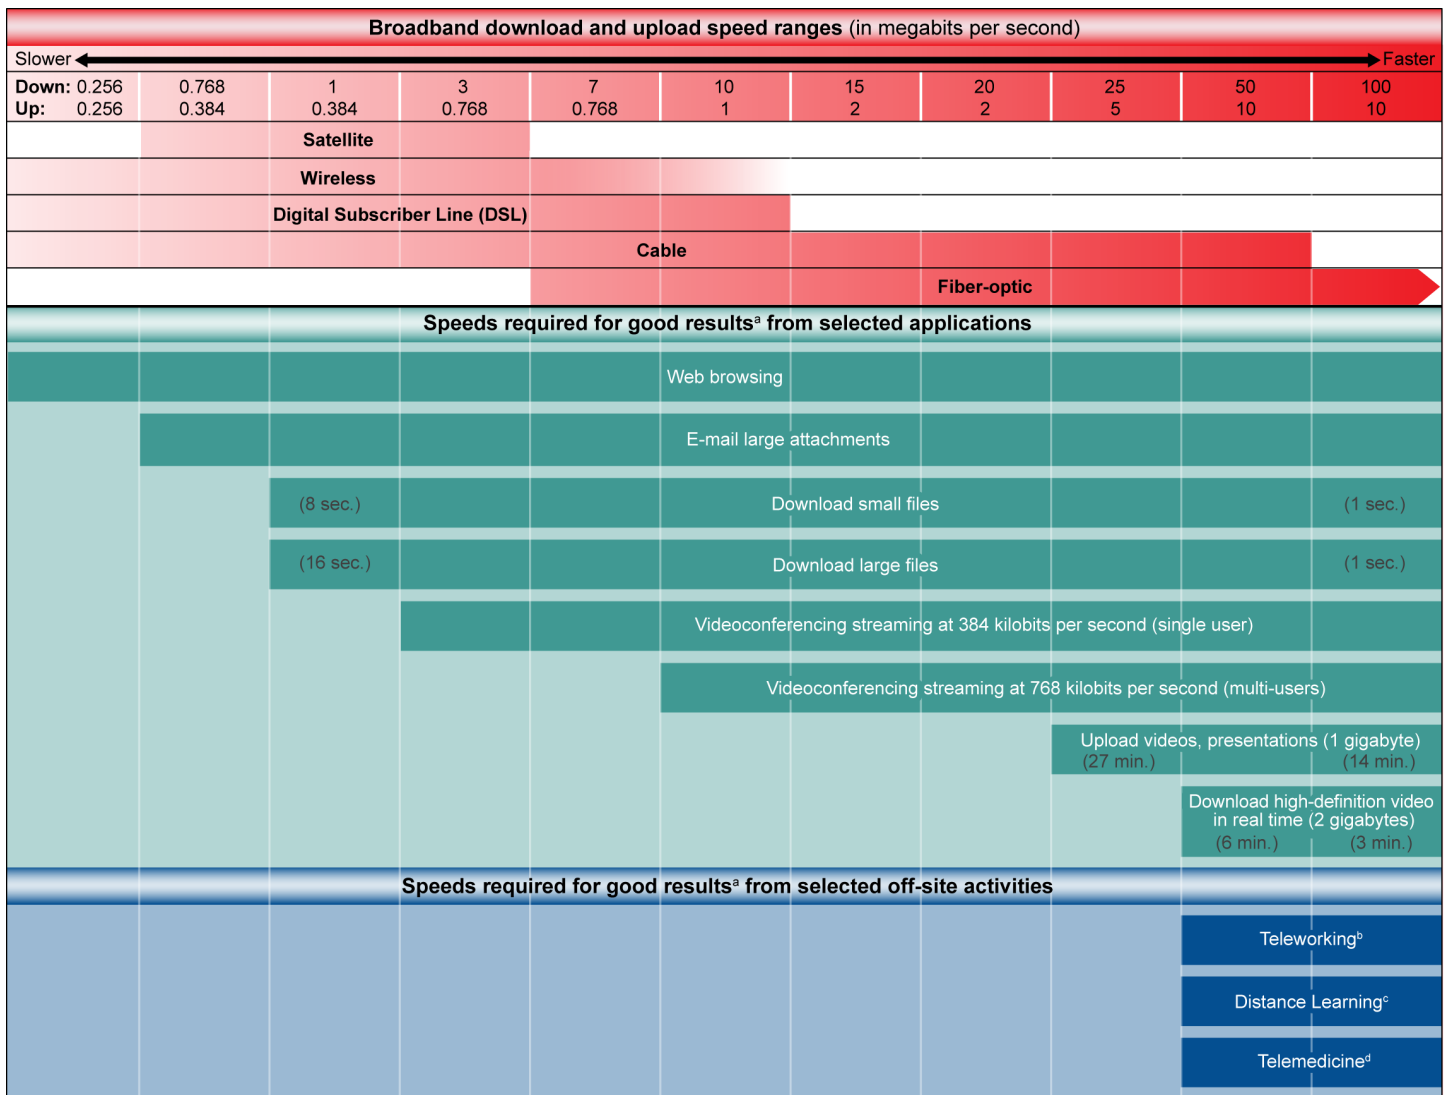 Broadband download and upload speed ranges (in megabits per second)
Slower Faster
Down: 0.256 0.768 1 3 7 10 15 20 25 50 100
Up: 0.256 0.384 0.384 0.768 0.768 1 2 2 5 10 10
Satellite
Wireless
Digital Subscriber Line (DSL)
Cable
Fiber-optic
Speeds required for good resultsᵃ from selected applications
Web browsing
E-mail large attachments
(8 sec.) Download small files (1 sec.)
(16 sec.) Download large files (1 sec.)
Videoconferencing streaming at 384 kilobits per second (single user)
Videoconferencing streaming at 768 kilobits per second (multi-users)
Upload videos, presentations (1 gigabyte)
(27 min.) (14 min.)
Download high-definition video
in real time (2 gigabytes)
(6 min.) (3 min.)
Speeds required for good resultsᵃ from selected off-site activities
Teleworkingᵇ
Distance Learningᶜ
Telemedicineᵈ